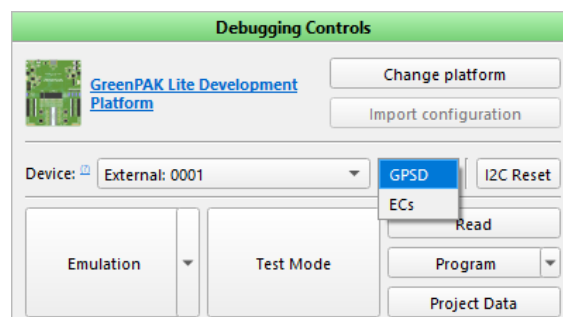 Debugging Controls
GreenPAK Lite Development
Platform
Change platform
Import configuration
Device:
External: 0001
GPSD
ECs
I2C Reset
Emulation
Test Mode
Read
Program
Project Data